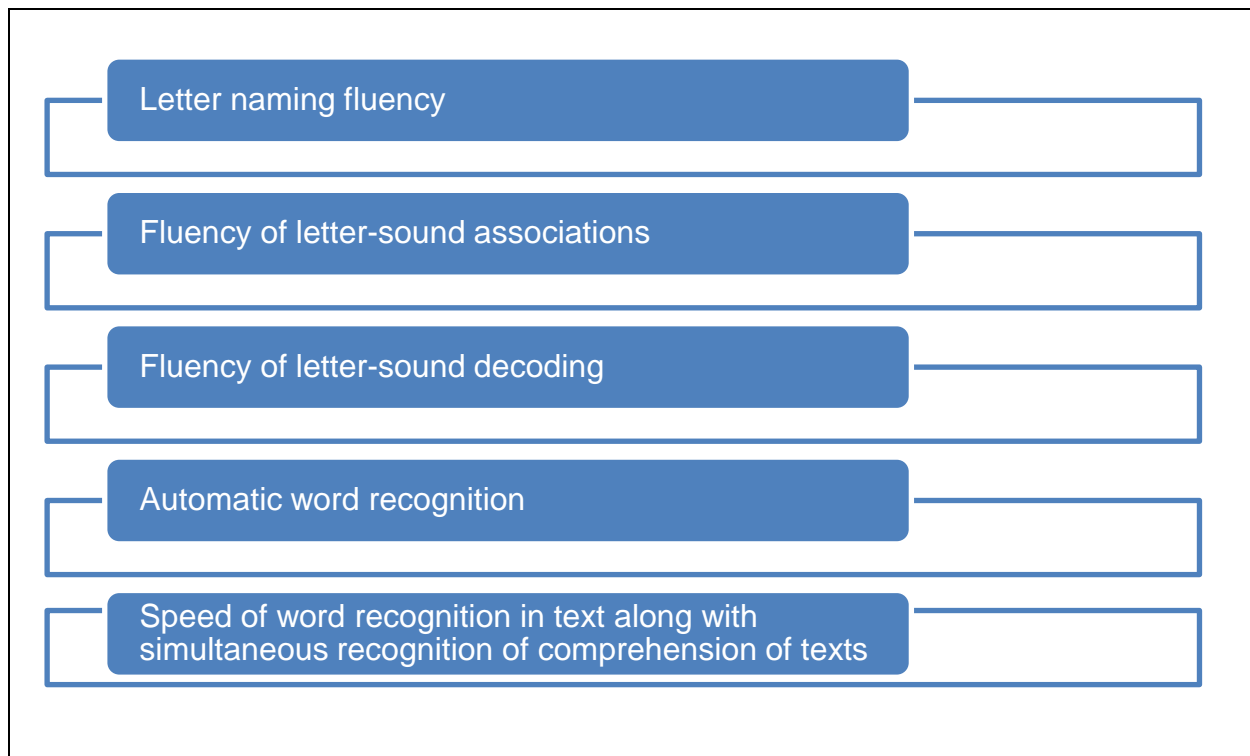 Letter naming fluency
Fluency of letter-sound associations
Fluency of letter-sound decoding
Automatic word recognition
Speed of word recognition in text along with
simultaneous recognition of comprehension of texts